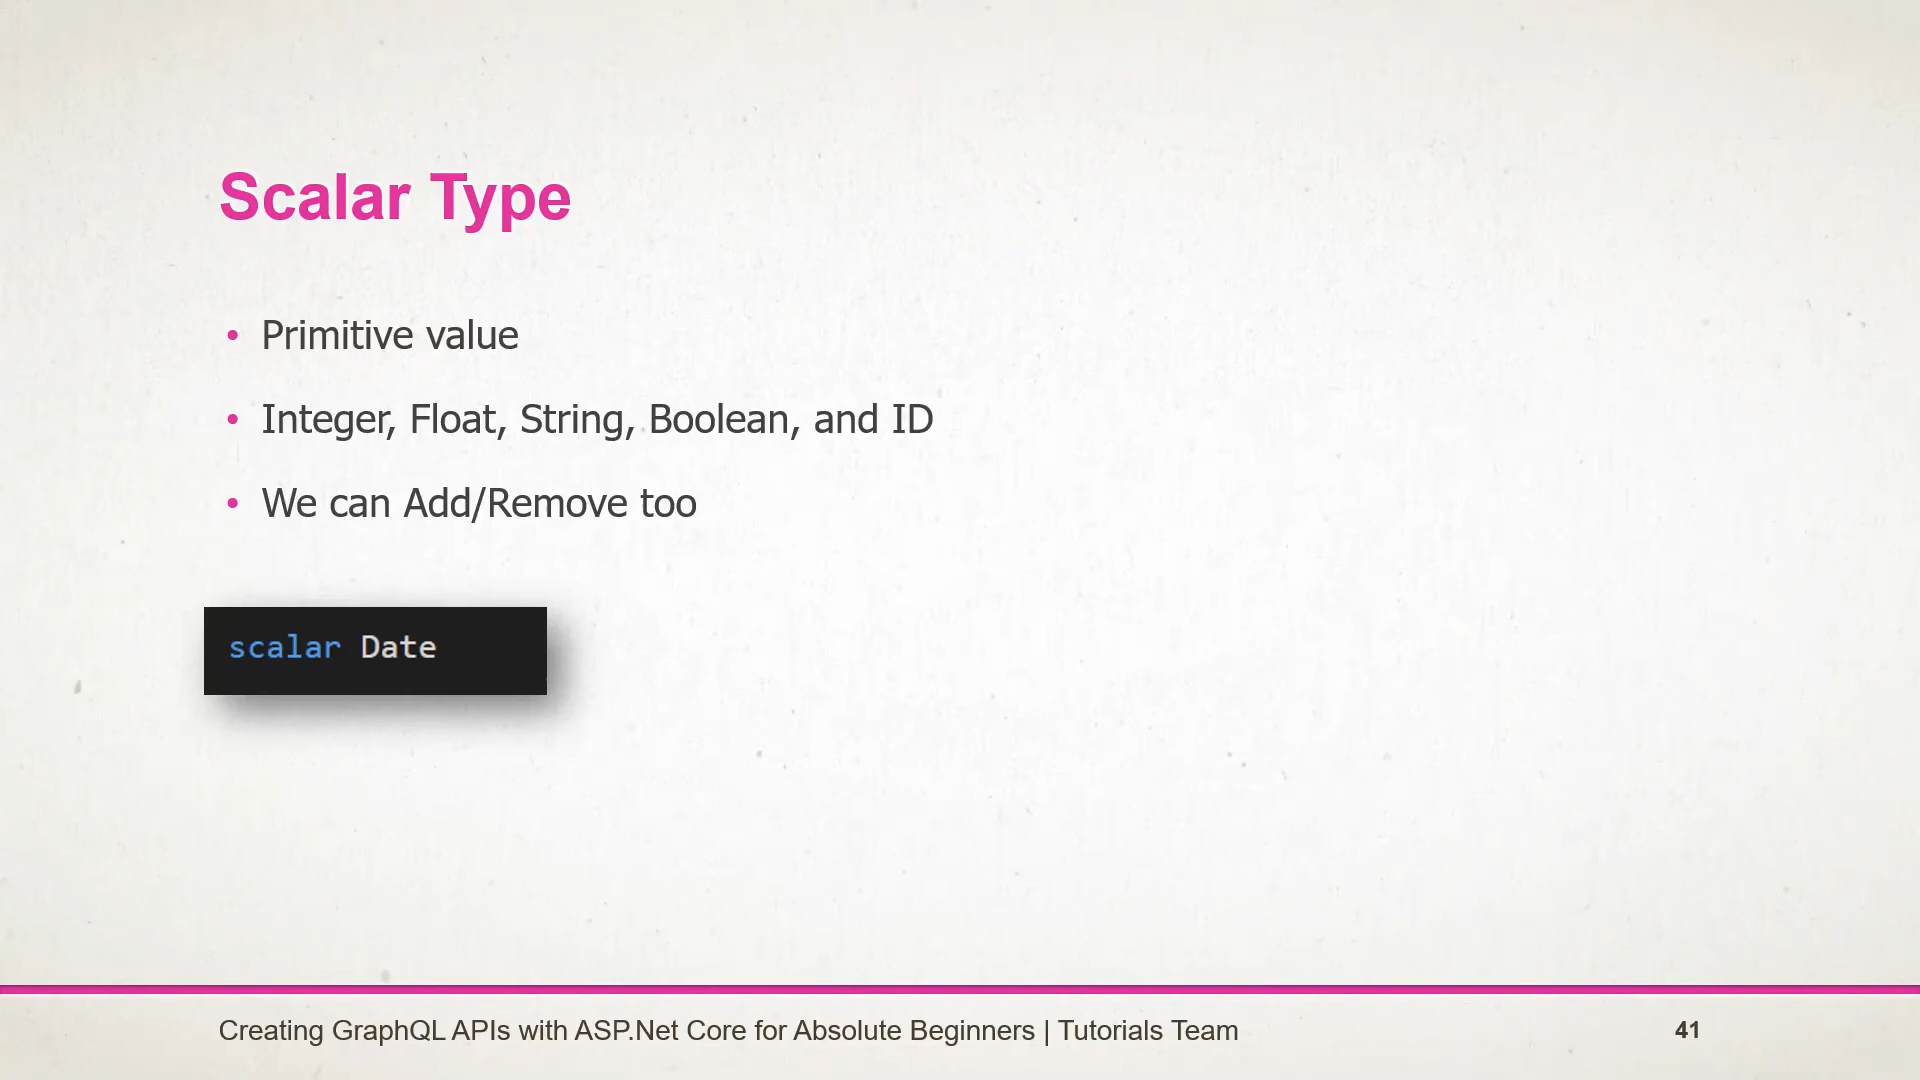 Scalar Type
• Primitive value
• Integer, Float, String, Boolean, and ID
• We can Add/Remove too
scalar Date
Creating GraphQL APIs with ASP.Net Core for Absolute Beginners | Tutorials Team
41